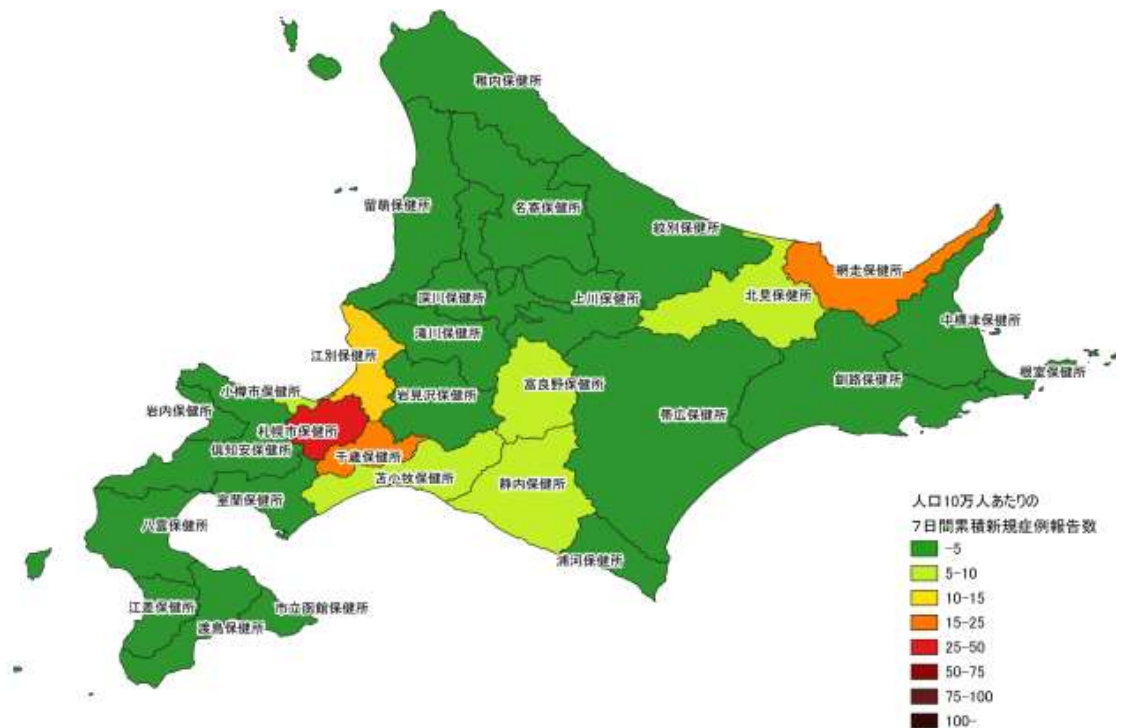 稚内保健所
名寄保健所
留萌保健所
紋別保健所
網走保健所
北見保健所
上川保健所
深川保健所
中標津保健所
滝川保健所
江別保健所
根室保健所
釧路保健所
富良野保健所
小樽市保健所
岩見沢保健所
岩内保健所
帯広保健所
札幌市保健所
倶知安保健所
千歳保健所
苫小牧保健所
静内保健所
室蘭保健所
八雲保健所
浦河保健所
江差保健所
市立函館保健所
渡島保健所
人口10万人あたりの
7日間累積新規症例報告数
-5
5-10
10-15
15-25
25-50
50-75
75-100
100-